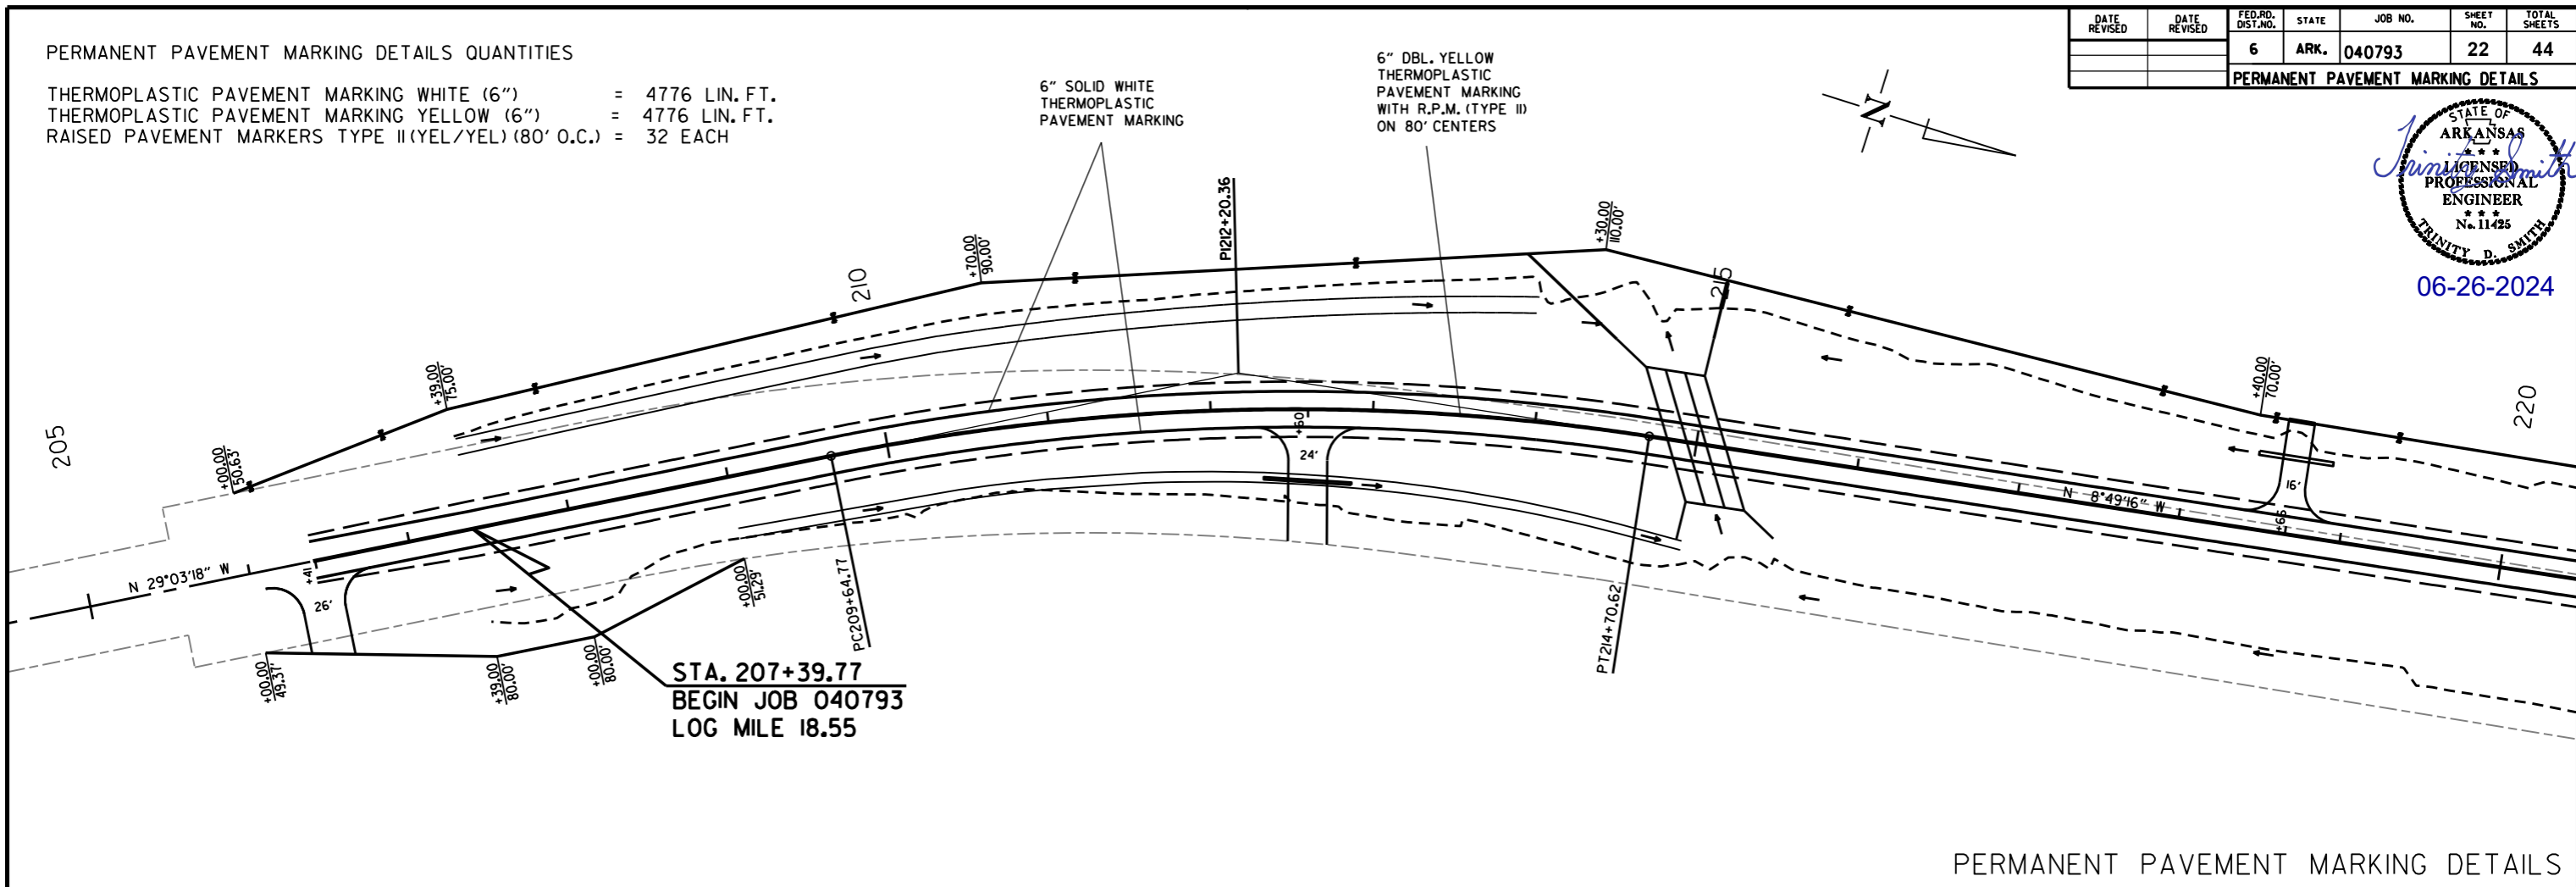 DATE REVISED
DATE REVISED
FED.RD. DIST.NO.
STATE
JOB NO.
SHEET NO.
TOTAL SHEETS
6
ARK.
040793
22
44
PERMANENT PAVEMENT MARKING DETAILS
PERMANENT PAVEMENT MARKING DETAILS QUANTITIES
THERMOPLASTIC PAVEMENT MARKING WHITE (6") = 4776 LIN. FT.
THERMOPLASTIC PAVEMENT MARKING YELLOW (6") = 4776 LIN. FT.
RAISED PAVEMENT MARKERS TYPE II (YEL/YEL) (80' O.C.) = 32 EACH
6" SOLID WHITE
THERMOPLASTIC
PAVEMENT MARKING
6" DBL. YELLOW
THERMOPLASTIC
PAVEMENT MARKING
WITH R.P.M. (TYPE II)
ON 80' CENTERS
N
STATE OF
ARKANSAS
★ ★ ★
LICENSED
PROFESSIONAL
ENGINEER
★ ★ ★
No. 11425
TRINITY D. SMITH
Trinity Smith
06-26-2024
205
210
215
220
+00.00
50.63'
+39.00
75.00'
+70.00
90.00'
PI212+20.36
+30.00
110.00'
+40.00
70.00'
N 29°03'18" W
+41
26'
+60
24'
N 8°49'16" W
16'
+65
+00.00
49.37'
+39.00
80.00'
+00.00
80.00'
+00.00
51.29'
PC209+64.77
PT214+70.62
STA. 207+39.77
BEGIN JOB 040793
LOG MILE 18.55
PERMANENT PAVEMENT MARKING DETAILS